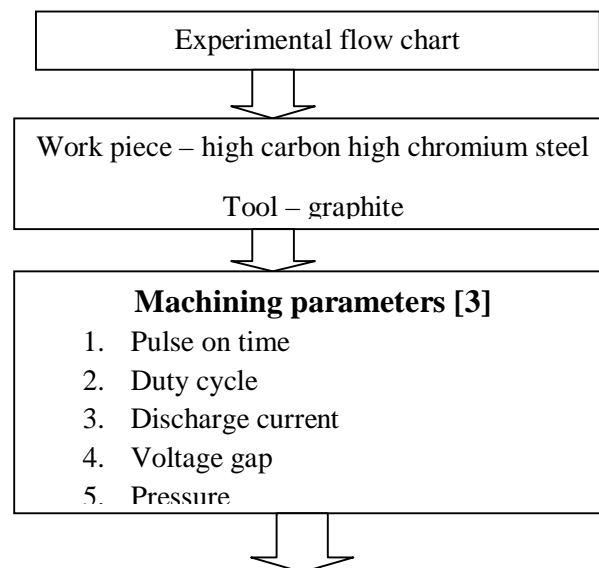 Experimental flow chart
Work piece – high carbon high chromium steel
Tool – graphite
Machining parameters [3]
1. Pulse on time
2. Duty cycle
3. Discharge current
4. Voltage gap
5. Pressure